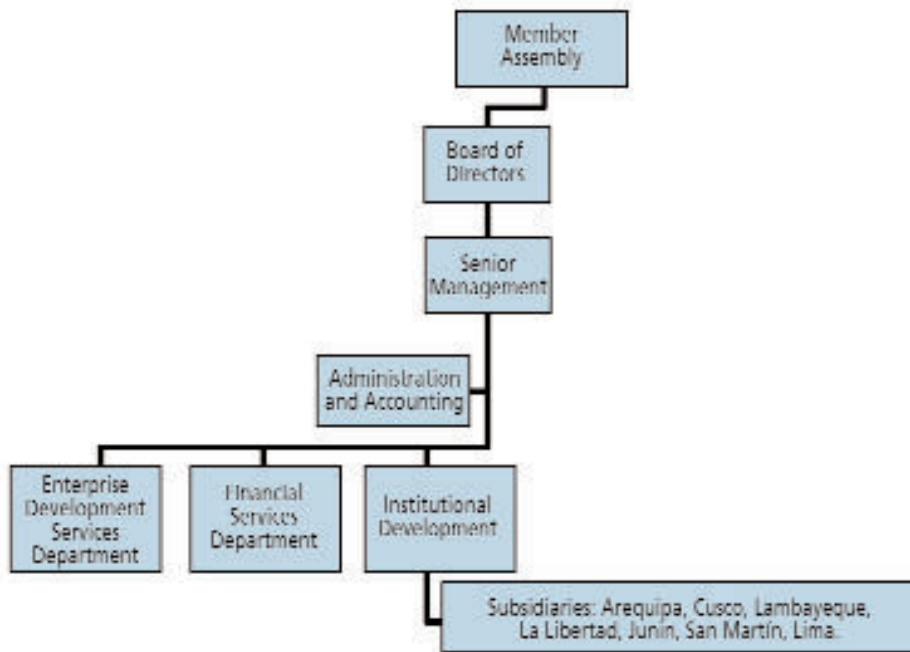 Member
Assembly
Board of
Directors
Senior
Management
Administration
and Accounting
Enterprise
Development
Services
Department
Financial
Services
Department
Institutional
Development
Subsidiaries: Arequipa, Cusco, Lambayeque,
La Libertad, Junín, San Martín, Lima.